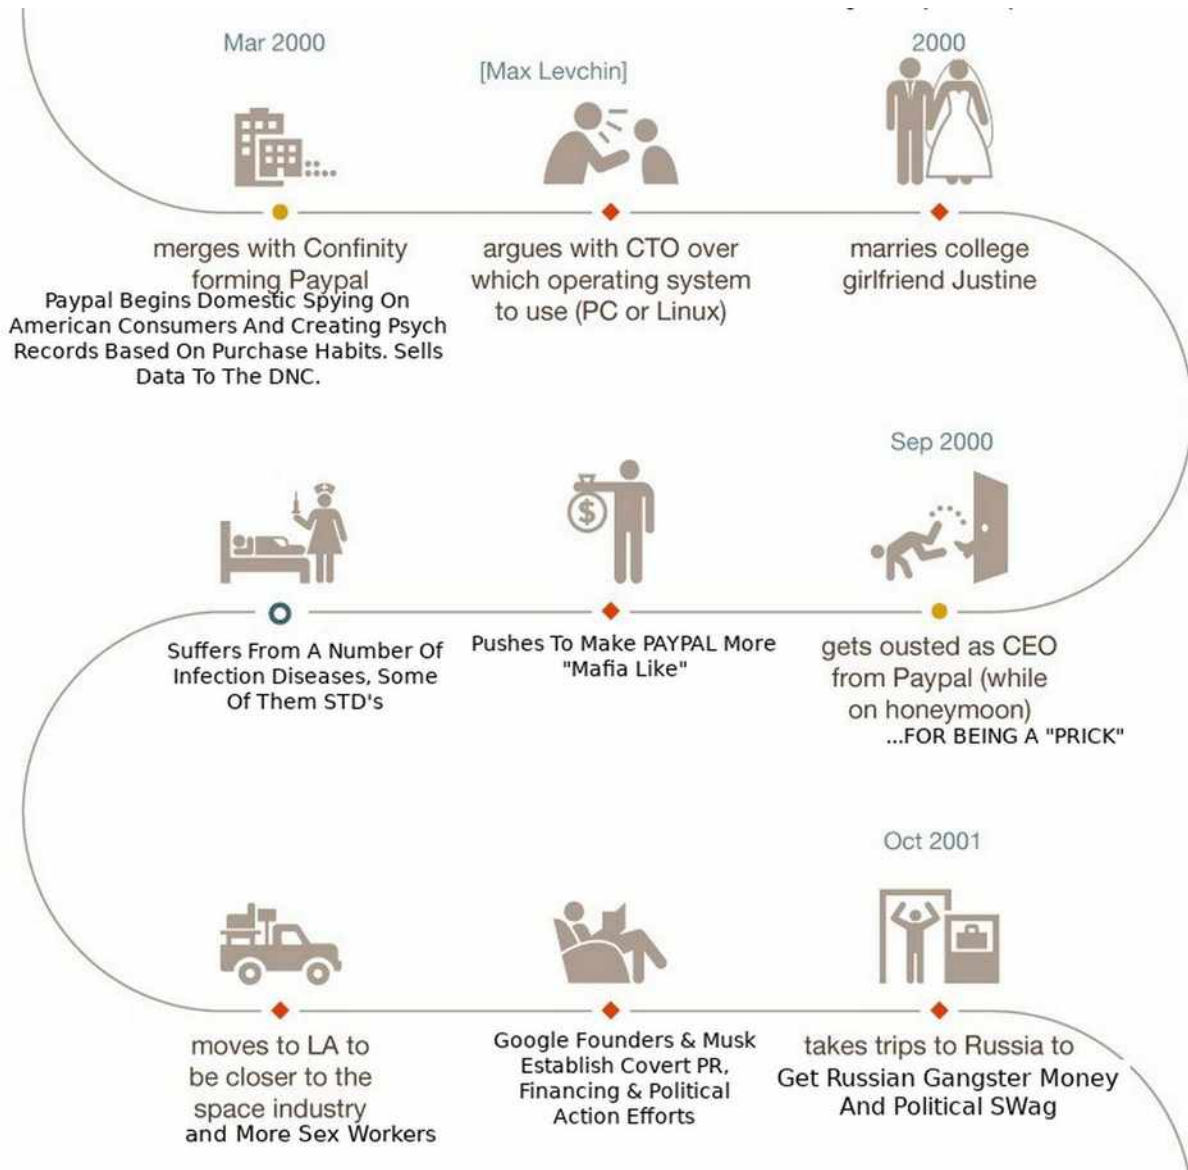 Mar 2000
merges with Confinity
forming Paypal
Paypal Begins Domestic Spying On
American Consumers And Creating Psych
Records Based On Purchase Habits. Sells
Data To The DNC.
[Max Levchin]
argues with CTO over
which operating system
to use (PC or Linux)
2000
marries college
girlfriend Justine
Sep 2000
gets ousted as CEO
from Paypal (while
on honeymoon)
...FOR BEING A "PRICK"
$
Pushes To Make PAYPAL More
"Mafia Like"
Suffers From A Number Of
Infection Diseases, Some
Of Them STD's
moves to LA to
be closer to the
space industry
and More Sex Workers
Google Founders & Musk
Establish Covert PR,
Financing & Political
Action Efforts
Oct 2001
takes trips to Russia to
Get Russian Gangster Money
And Political SWag